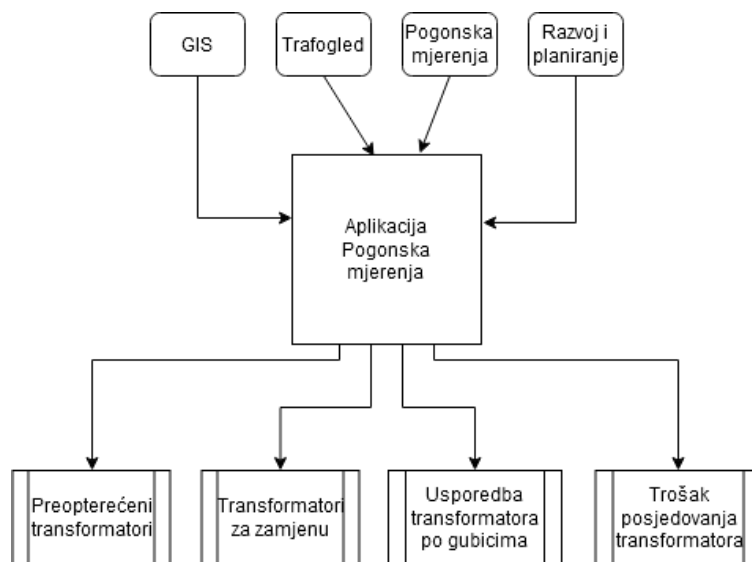 GIS
Trafogled
Pogonska
mjerenja
Razvoj i
planiranje
Aplikacija
Pogonska
mjerenja
Preopterećeni
transformatori
Transformatori
za zamjenu
Usporedba
transformatora
po gubicima
Trošak
posjedovanja
transformatora